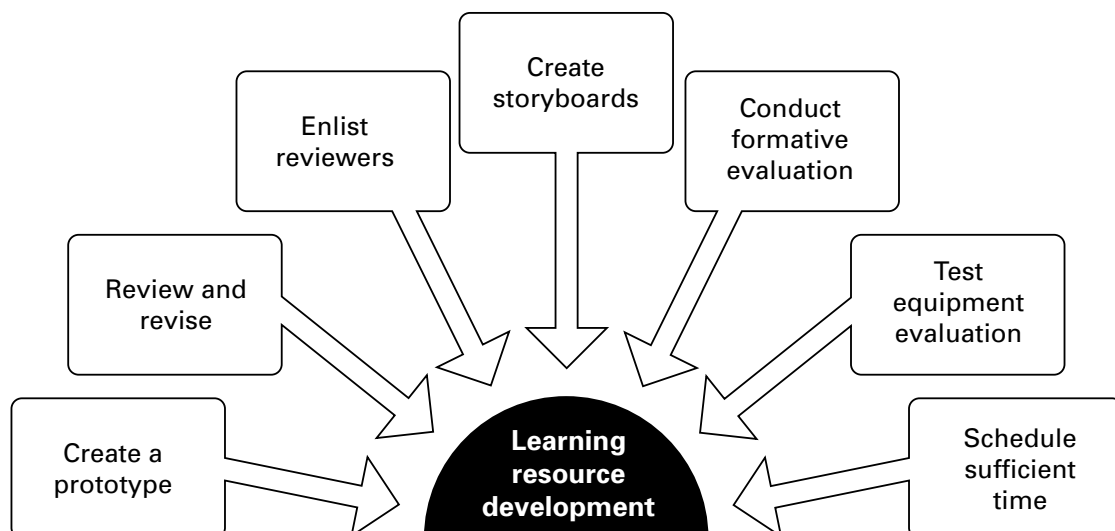 Create
storyboards
Enlist
reviewers
Conduct
formative
evaluation
Review and
revise
Test
equipment
evaluation
Create a
prototype
Learning
resource
development
Schedule
sufficient
time